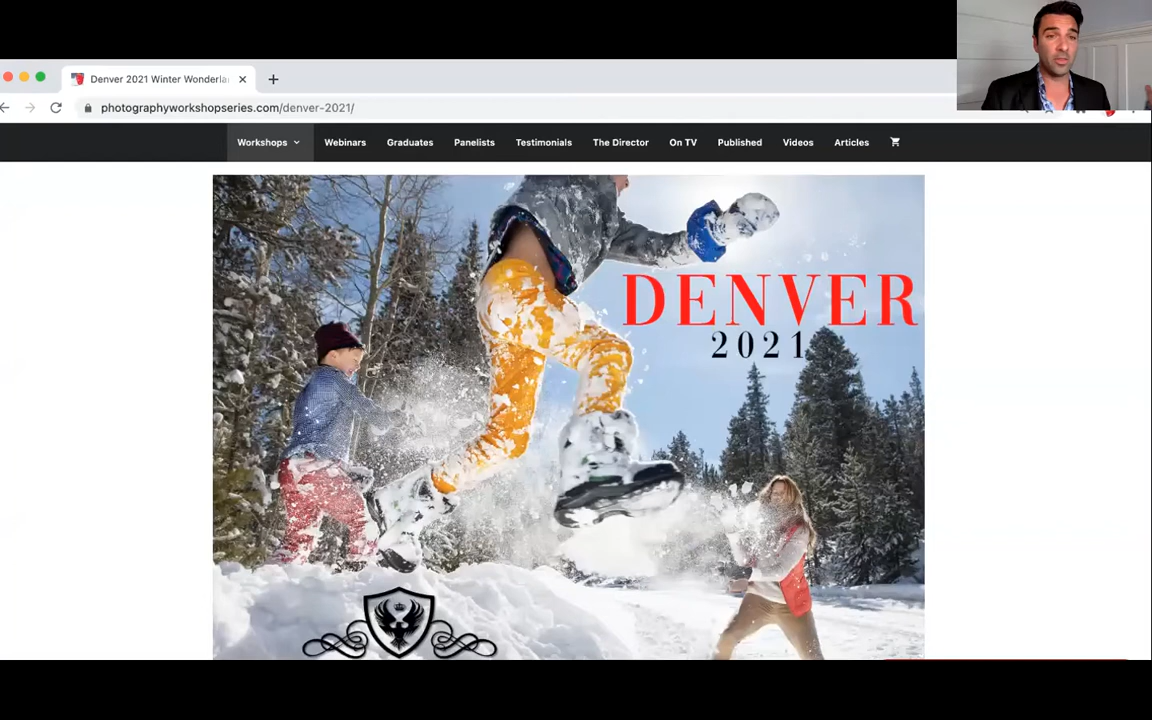 Denver 2021 Winter Wonderla
photographyworkshopseries.com/denver-2021/
Workshops Webinars Graduates Panelists Testimonials The Director On TV Published Videos Articles
DENVER
2021